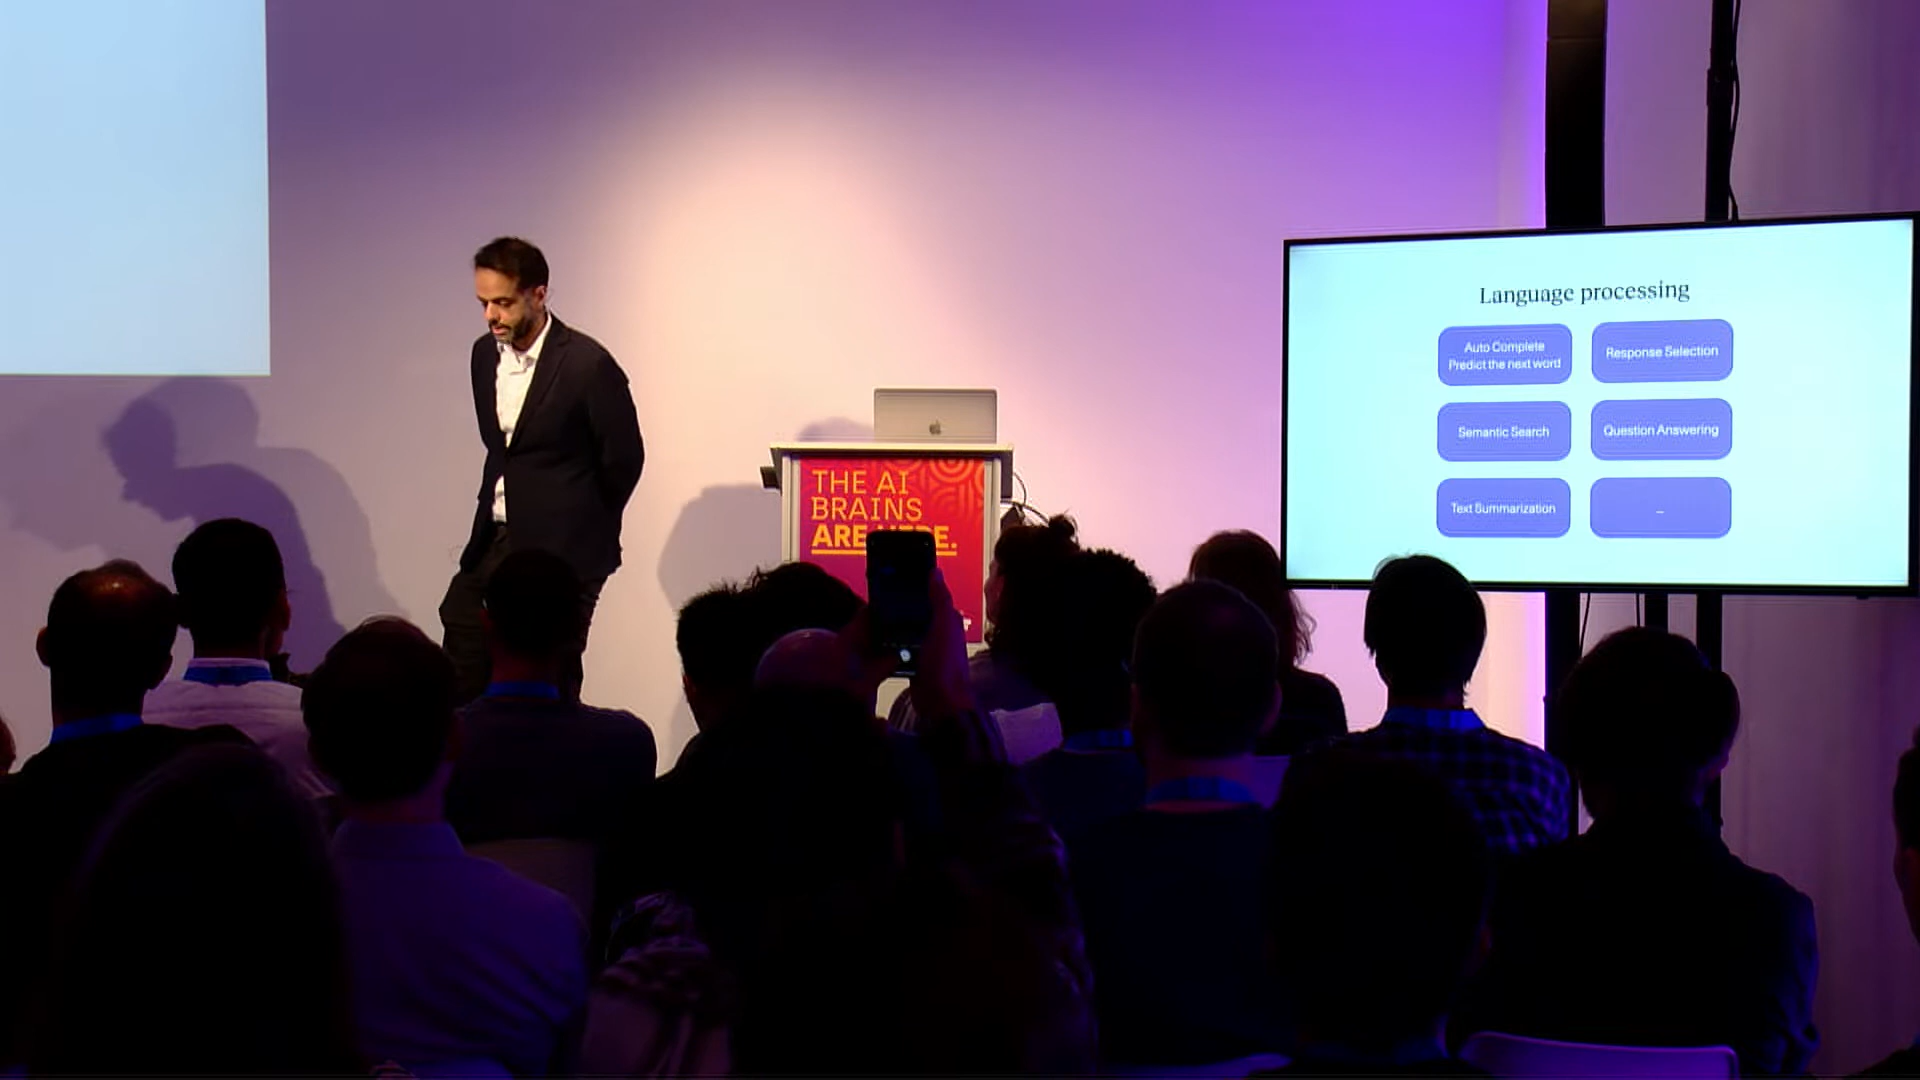 THE AI
BRAINS
ARE
Language processing
Auto Complete
Predict the next word
Response Selection
Semantic Search
Question Answering
Text Summarization
...